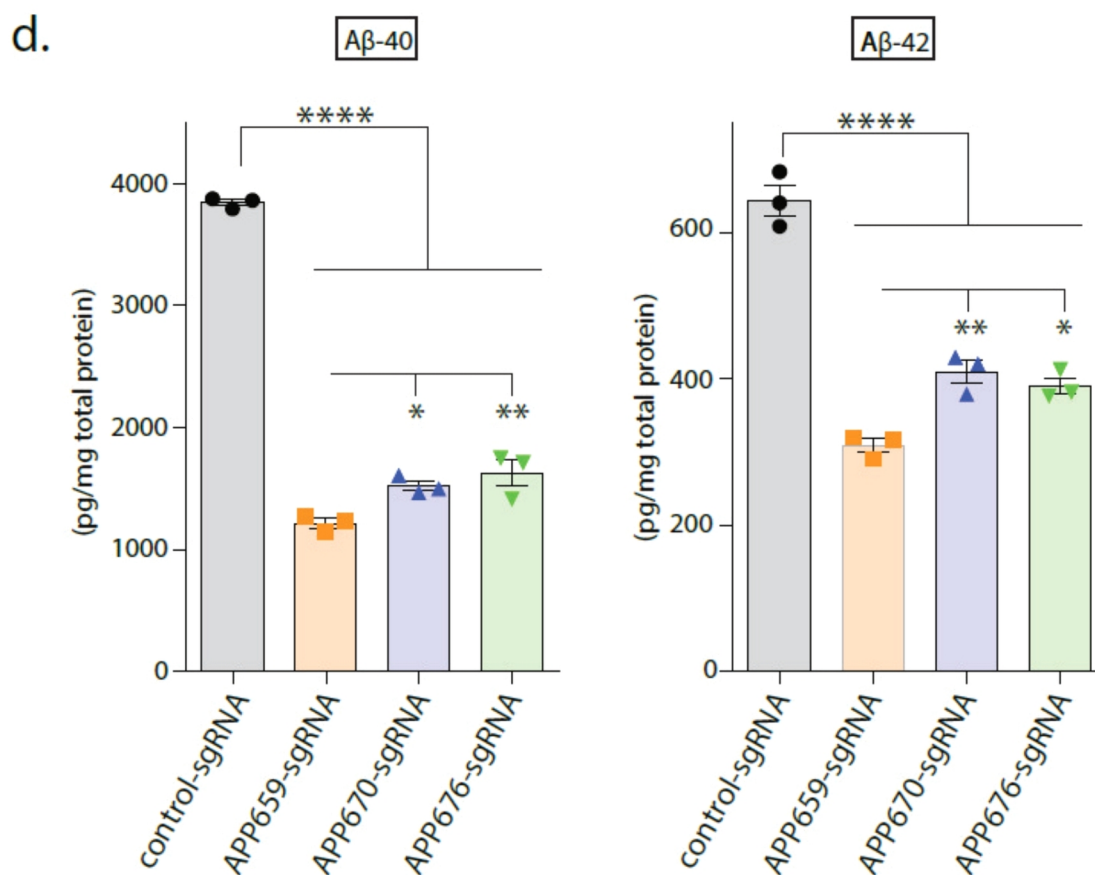 d.
Aβ-40
****
4000
3000
2000
1000
0
(pg/mg total protein)
*
**
control-sgRNA
APP659-sgRNA
APP670-sgRNA
APP676-sgRNA
Aβ-42
****
600
400
200
0
(pg/mg total protein)
**
*
control-sgRNA
APP659-sgRNA
APP670-sgRNA
APP676-sgRNA